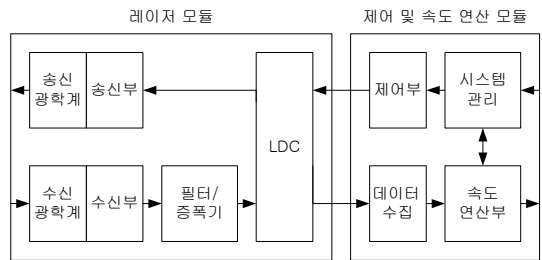 레이저 모듈
제어 및 속도 연산 모듈
송신
광학계
송신부
LDC
제어부
시스템
관리
수신
광학계
수신부
필터/
증폭기
데이터
수집
속도
연산부